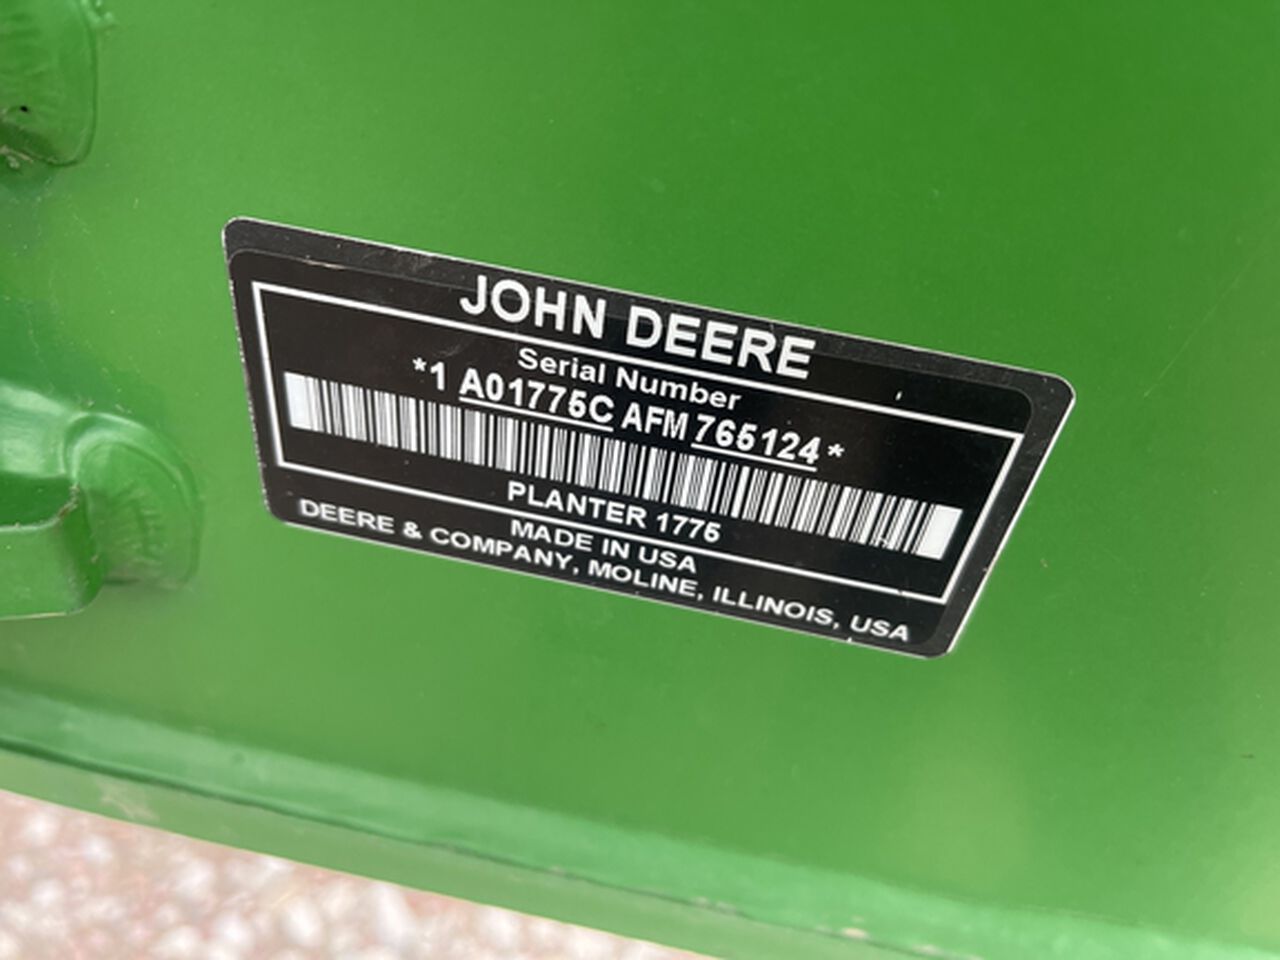 JOHN DEERE
Serial Number
*1 A01775C AFM 765124*
PLANTER 1775
MADE IN USA
DEERE & COMPANY, MOLINE, ILLINOIS, USA